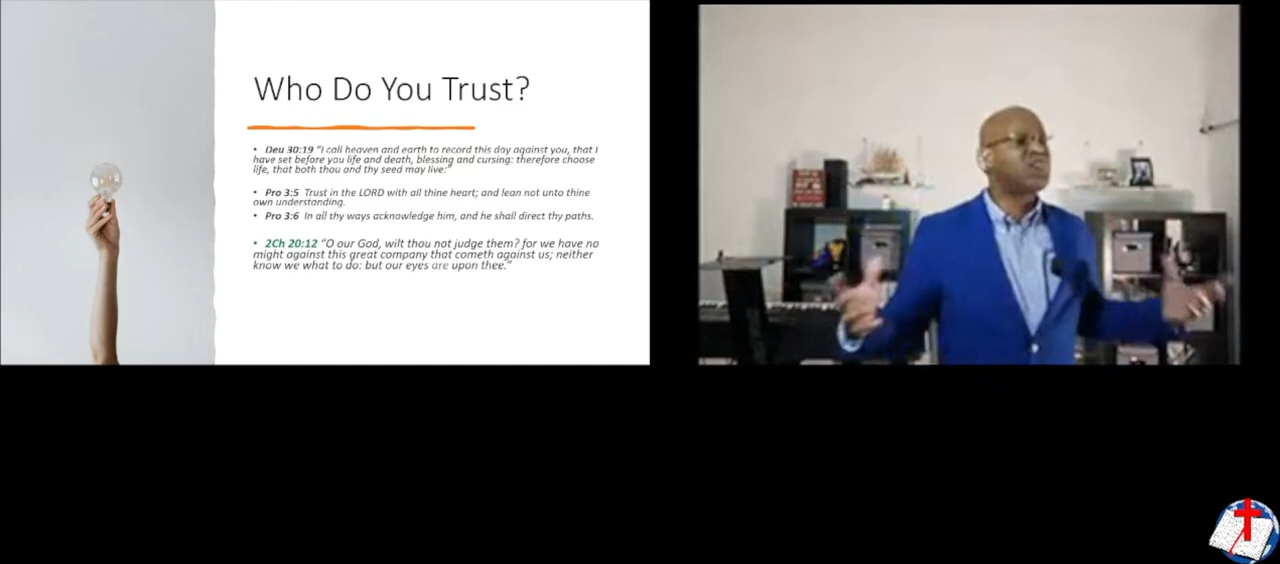 Who Do You Trust?
• Deu 30:19 "I call heaven and earth to record this day against you, that I
have set before you life and death, blessing and cursing: therefore choose
life, that both thou and thy seed may live:"
• Pro 3:5 Trust in the LORD with all thine heart; and lean not unto thine
own understanding.
• Pro 3:6 In all thy ways acknowledge him, and he shall direct thy paths.
• 2Ch 20:12 "O our God, wilt thou not judge them? for we have no
might against this great company that cometh against us; neither
know we what to do: but our eyes are upon thee."